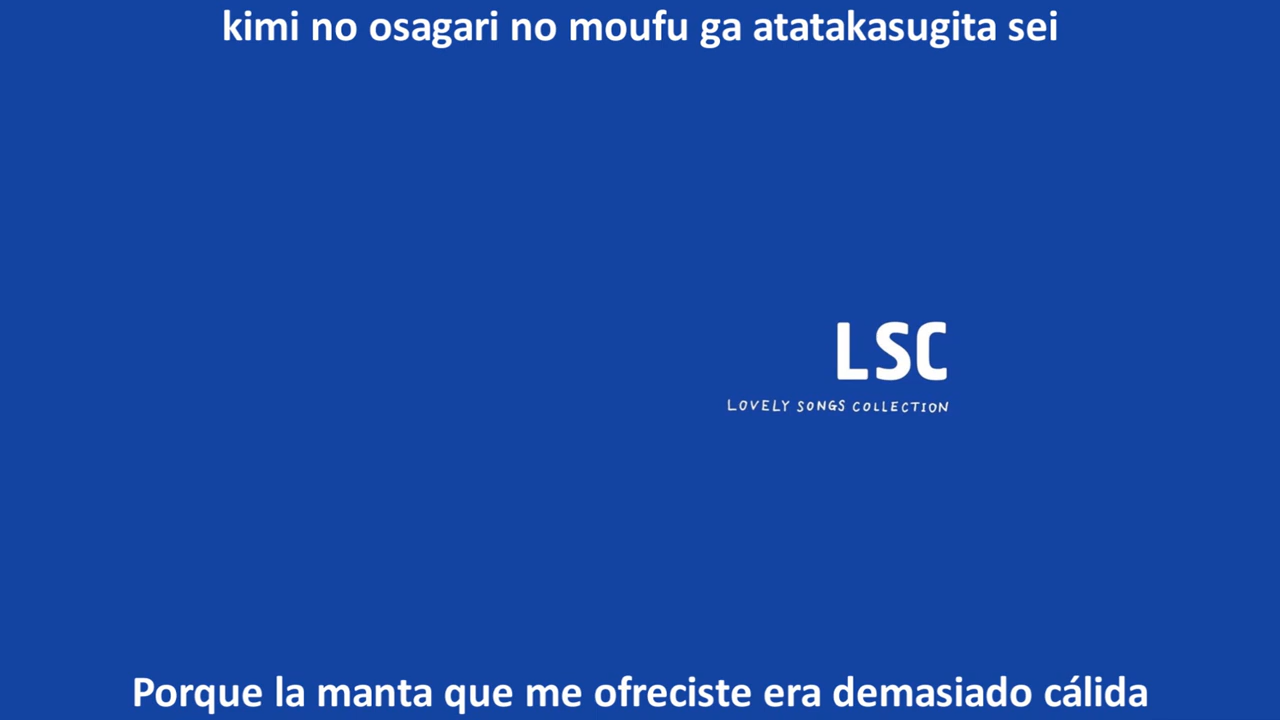 kimi no osagari no moufu ga atatakasugita sei
LSC
LOVELY SONGS COLLECTION
Porque la manta que me ofreciste era demasiado cálida